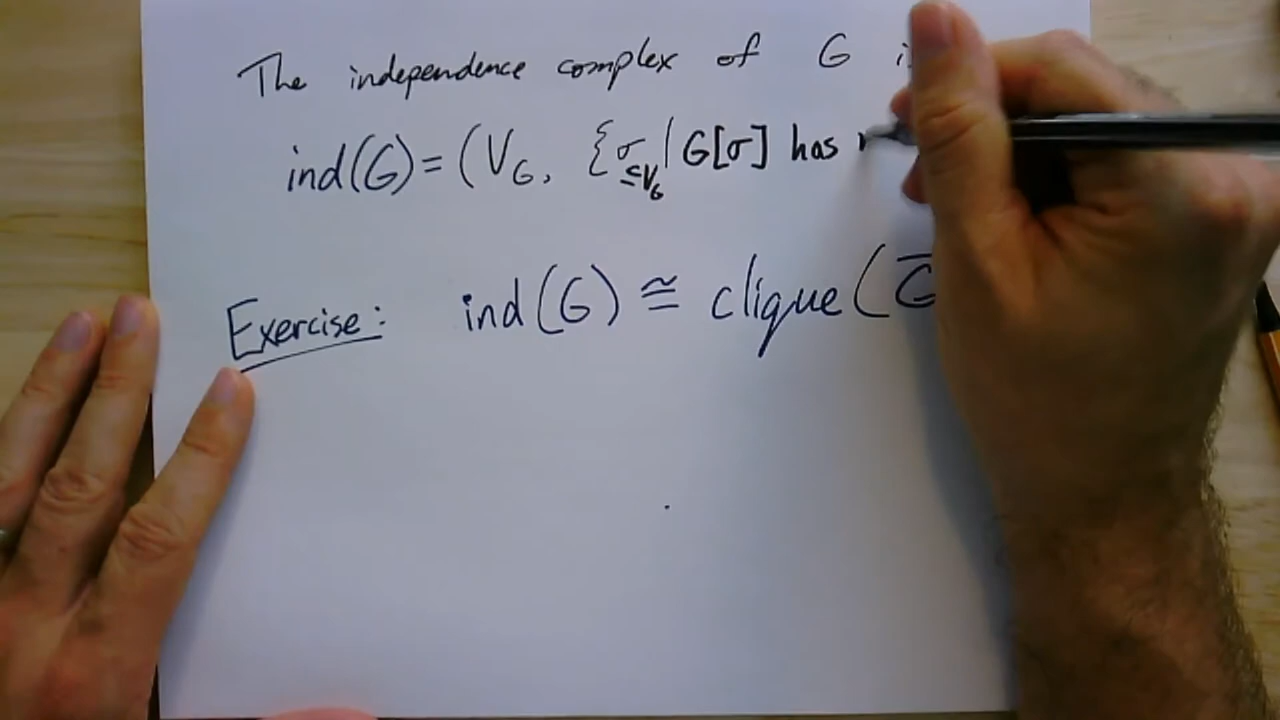 The independence complex of G
ind(G) = (V_G, {σ ⊆V_G | G[σ] has
Exercise: ind(G) ≅ clique(G̅